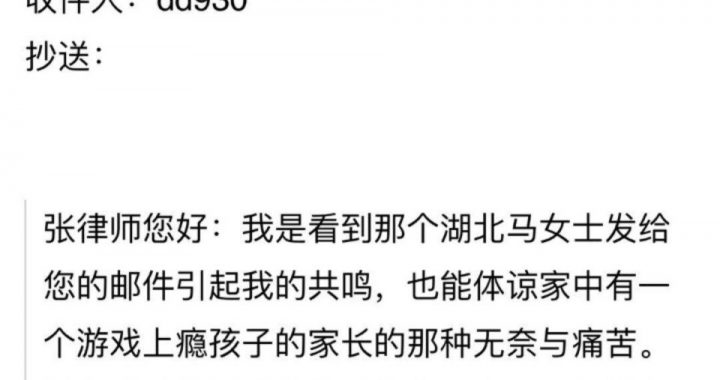 收件人：dd930
抄送：
张律师您好：我是看到那个湖北马女士发给
您的邮件引起我的共鸣，也能体谅家中有一
个游戏上瘾孩子的家长的那种无奈与痛苦。